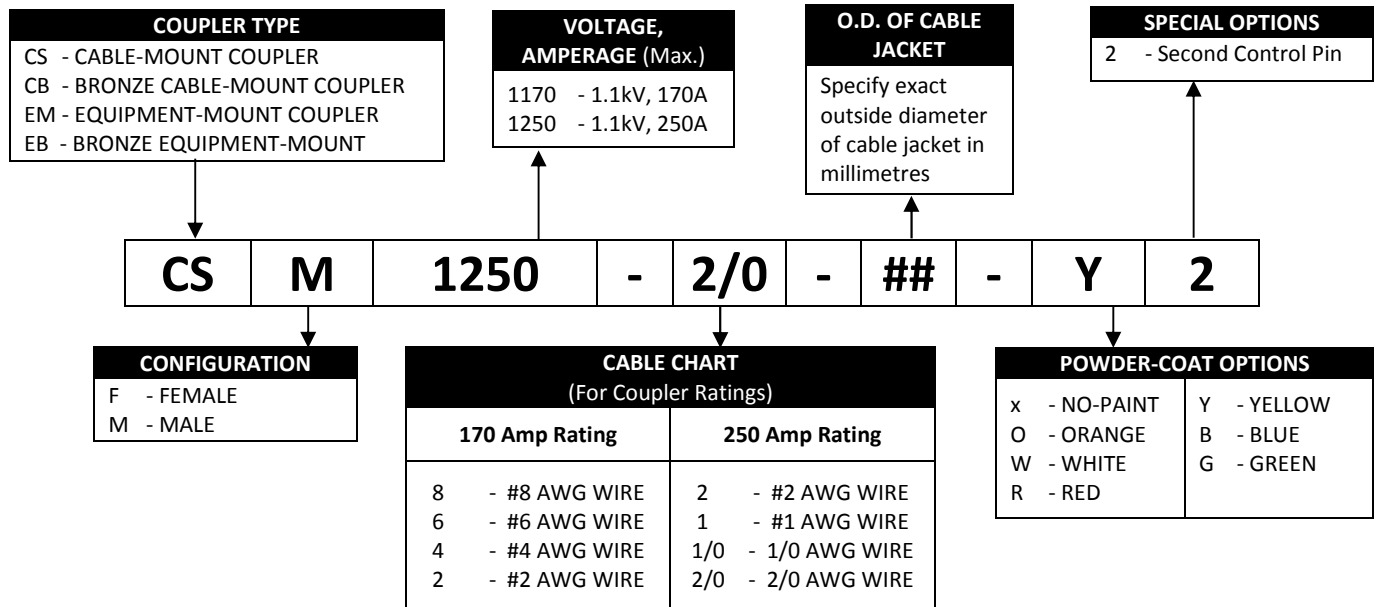 COUPLER TYPE
CS - CABLE-MOUNT COUPLER
CB - BRONZE CABLE-MOUNT COUPLER
EM - EQUIPMENT-MOUNT COUPLER
EB - BRONZE EQUIPMENT-MOUNT
VOLTAGE,
AMPERAGE (Max.)
1170 - 1.1kV, 170A
1250 - 1.1kV, 250A
O.D. OF CABLE
JACKET
Specify exact
outside diameter
of cable jacket in
millimetres
SPECIAL OPTIONS
2 - Second Control Pin
CS M 1250 - 2/0 - ## - Y 2
CONFIGURATION
F - FEMALE
M - MALE
CABLE CHART
(For Coupler Ratings)
170 Amp Rating
8 - #8 AWG WIRE
6 - #6 AWG WIRE
4 - #4 AWG WIRE
2 - #2 AWG WIRE
250 Amp Rating
2 - #2 AWG WIRE
1 - #1 AWG WIRE
1/0 - 1/0 AWG WIRE
2/0 - 2/0 AWG WIRE
POWDER-COAT OPTIONS
x - NO-PAINT
O - ORANGE
W - WHITE
R - RED
Y - YELLOW
B - BLUE
G - GREEN